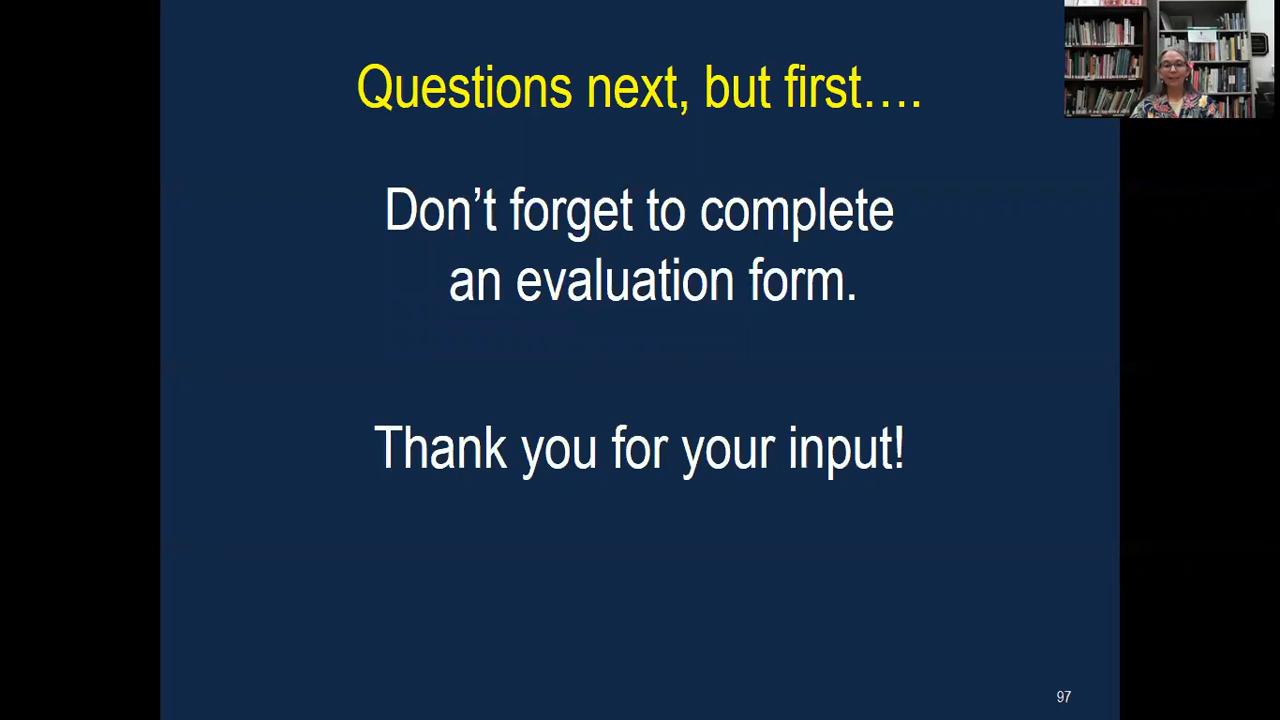 Questions next, but first….
Don’t forget to complete
an evaluation form.
Thank you for your input!
97